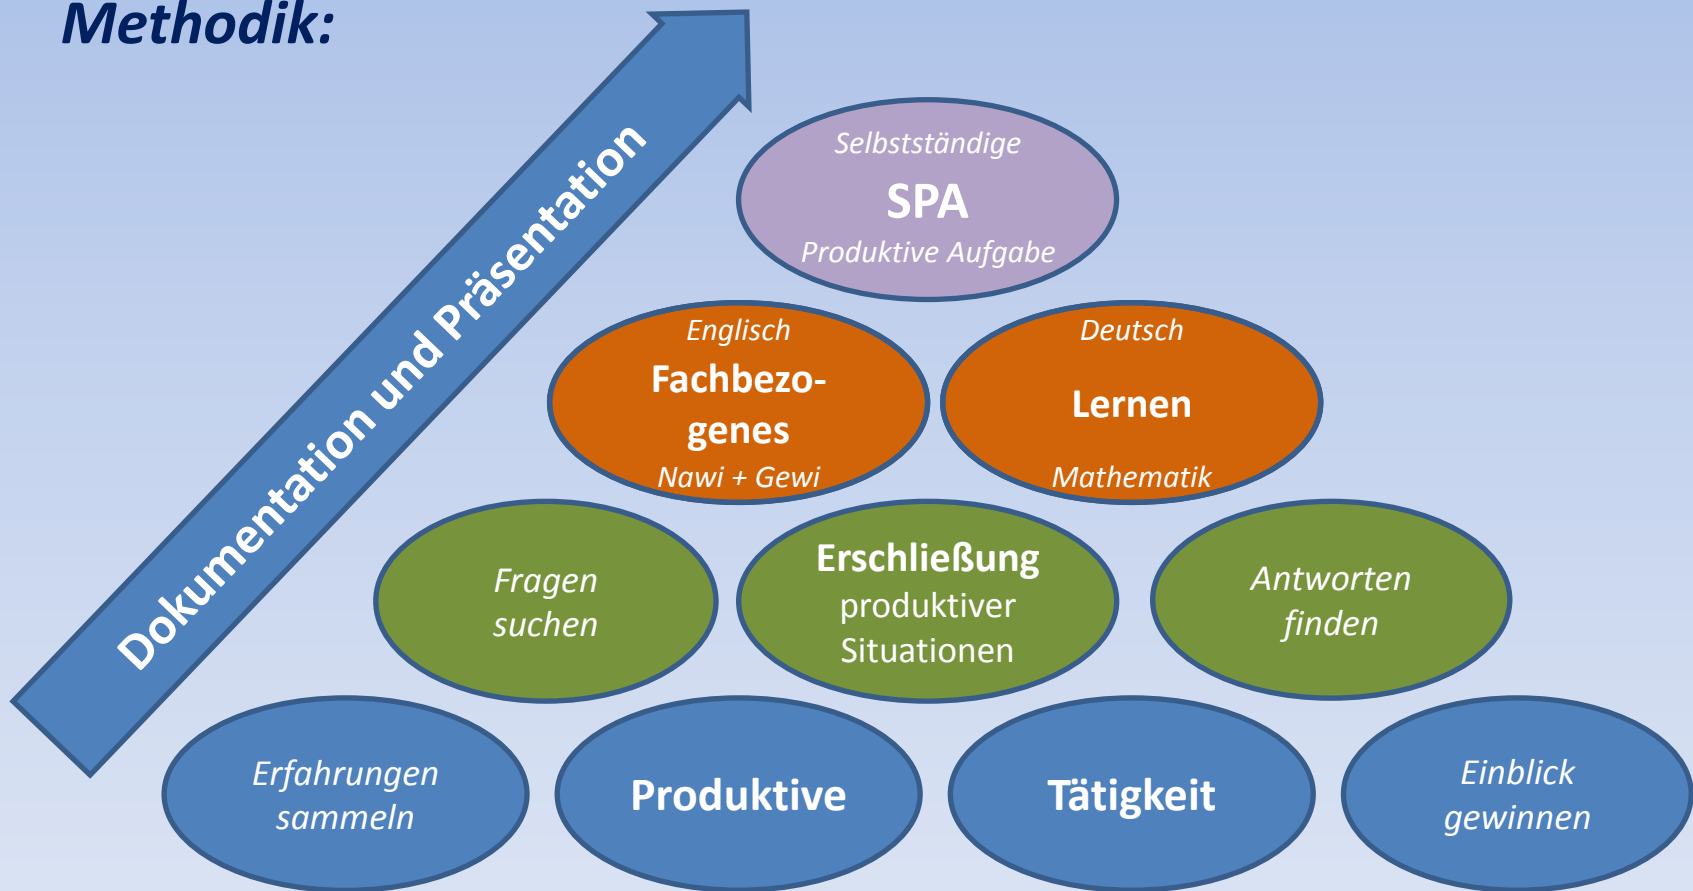 Methodik:
Dokumentation und Präsentation
Selbstständige
SPA
Produktive Aufgabe
Englisch
Fachbezo-
genes
Nawi + Gewi
Deutsch
Lernen
Mathematik
Fragen
suchen
Erschließung
produktiver
Situationen
Antworten
finden
Erfahrungen
sammeln
Produktive
Tätigkeit
Einblick
gewinnen